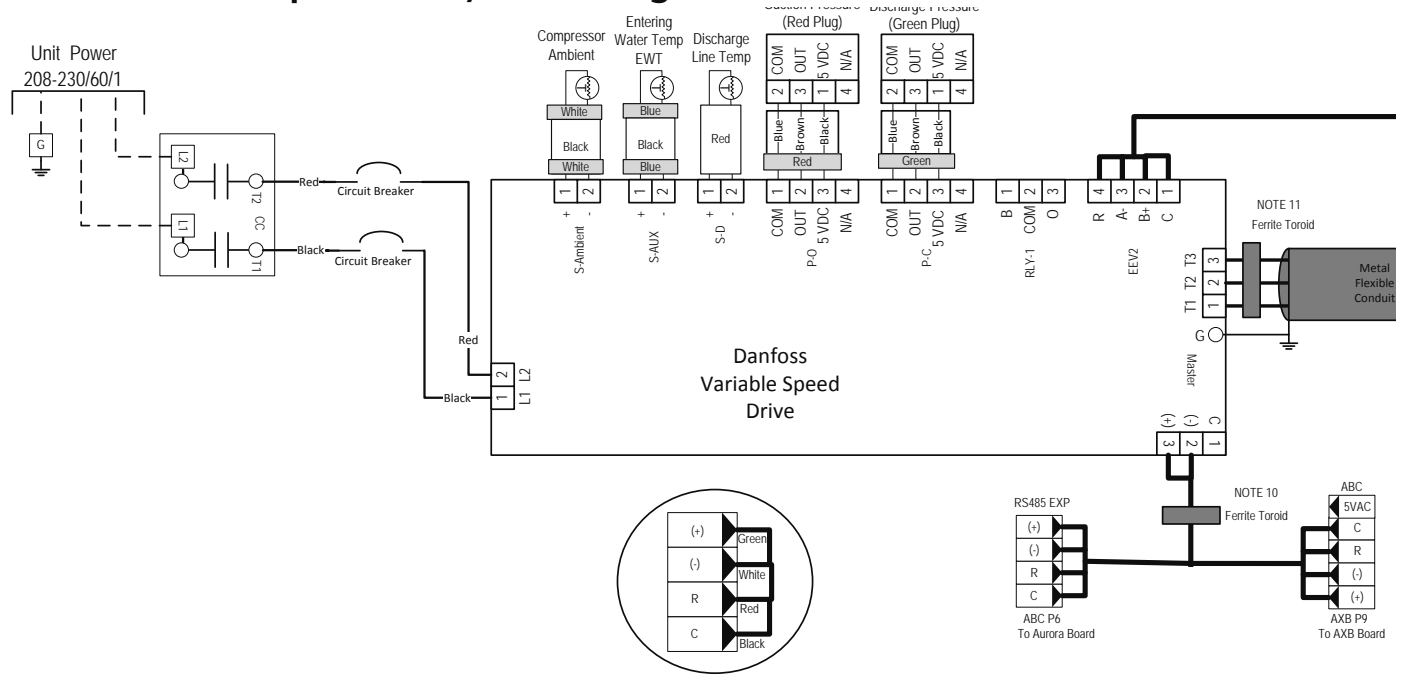 Unit Power
208-230/60/1
G
L2
L1
T2
CC
T1
Red
Circuit Breaker
Black
Circuit Breaker
Red
Black
2
1
L2
L1
Compressor
Ambient
White
Black
White
1 2
+ -
S-Ambient
Entering
Water Temp
EWT
Blue
Black
Blue
1 2
+ -
S-AUX
Discharge
Line Temp
Red
1 2
+ -
S-D
Suction Pressure
(Red Plug)
COM OUT 5 VDC N/A
2 3 1 4
Blue Brown Black
Red
1 2 3 4
COM OUT 5 VDC N/A
P-O
Discharge Pressure
(Green Plug)
COM OUT 5 VDC N/A
2 3 1 4
Blue Brown Black
Green
1 2 3 4
COM OUT 5 VDC N/A
P-C
1 2 3
B COM O
RLY-1
4 3 2 1
R A- B+ C
EEV2
NOTE 11
Ferrite Toroid
T3 3
T2 2
T1 1
G
Metal
Flexible
Conduit
Danfoss
Variable Speed
Drive
Master
(+) (-) C
3 2 1
NOTE 10
Ferrite Toroid
RS485 EXP
(+)
(-)
R
C
ABC P6
To Aurora Board
ABC
5VAC
C
R
(-)
(+)
AXB P9
To AXB Board
(+)
Green
(-)
White
R
Red
C
Black